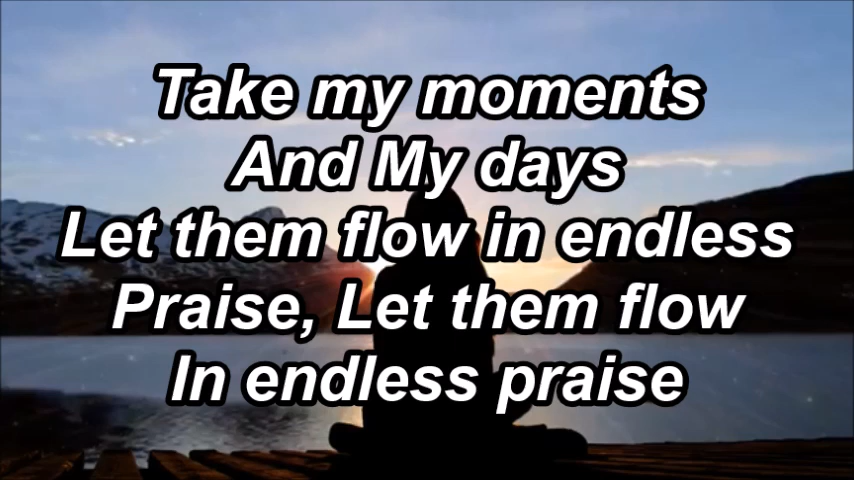 Take my moments
And My days
Let them flow in endless
Praise, Let them flow
In endless praise